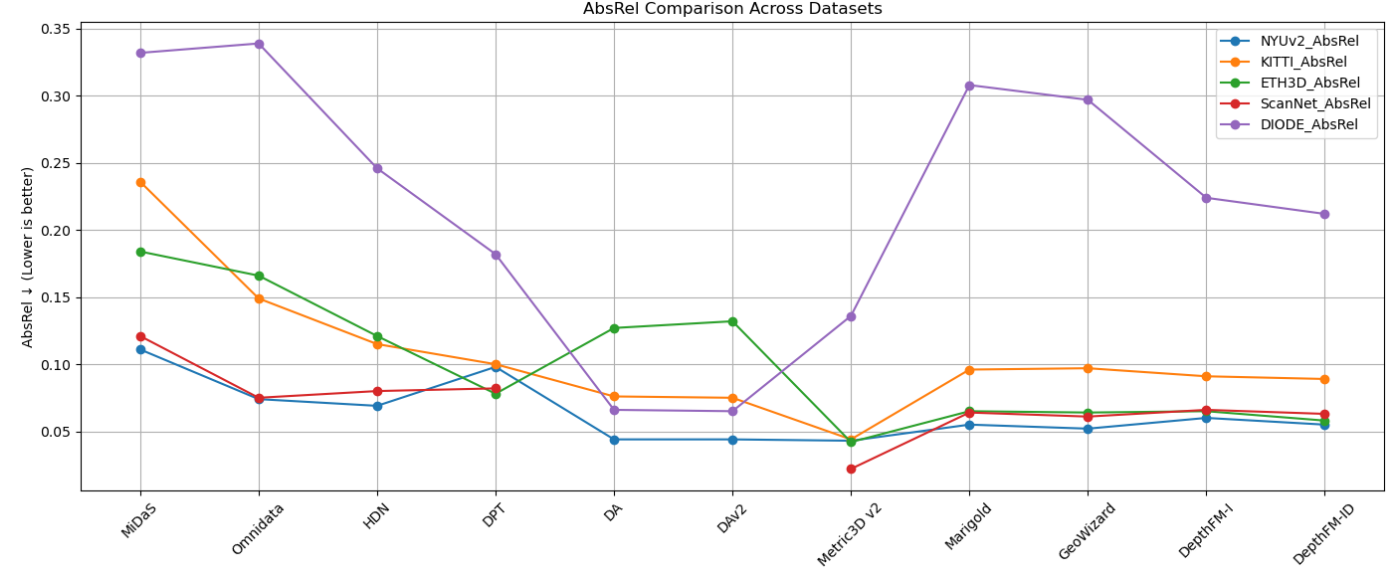 AbsRel Comparison Across Datasets
AbsRel ↓ (Lower is better)
0.35
0.30
0.25
0.20
0.15
0.10
0.05
NYUv2_AbsRel
KITTI_AbsRel
ETH3D_AbsRel
ScanNet_AbsRel
DIODE_AbsRel
MiDaS
Omnidata
HDN
DPT
DA
DAv2
Metric3D v2
Marigold
GeoWizard
DepthFM-I
DepthFM-ID